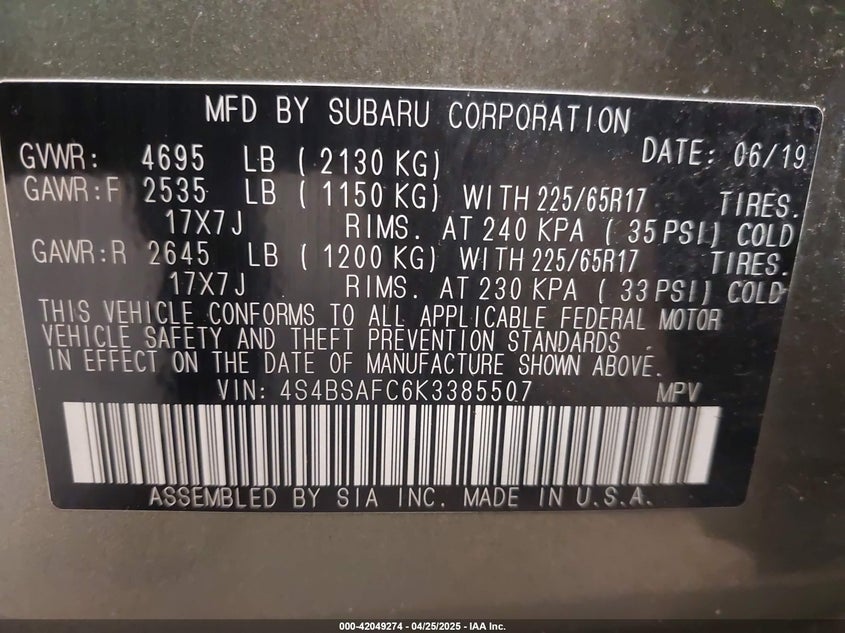 MFD BY SUBARU CORPORATION
GVWR: 4695 LB ( 2130 KG) DATE: 06/19
GAWR:F 2535 LB ( 1150 KG) WITH 225/65R17 TIRES.
17X7J RIMS. AT 240 KPA ( 35 PSI) COLD
GAWR:R 2645 LB ( 1200 KG) WITH 225/65R17 TIRES.
17X7J RIMS. AT 230 KPA ( 33 PSI) COLD
THIS VEHICLE CONFORMS TO ALL APPLICABLE FEDERAL MOTOR
VEHICLE SAFETY AND THEFT PREVENTION STANDARDS
IN EFFECT ON THE DATE OF MANUFACTURE SHOWN ABOVE.
VIN: 4S4BSAFC6K3385507 MPV
ASSEMBLED BY SIA INC. MADE IN U.S.A.
000-42049274 - 04/25/2025 - IAA Inc.